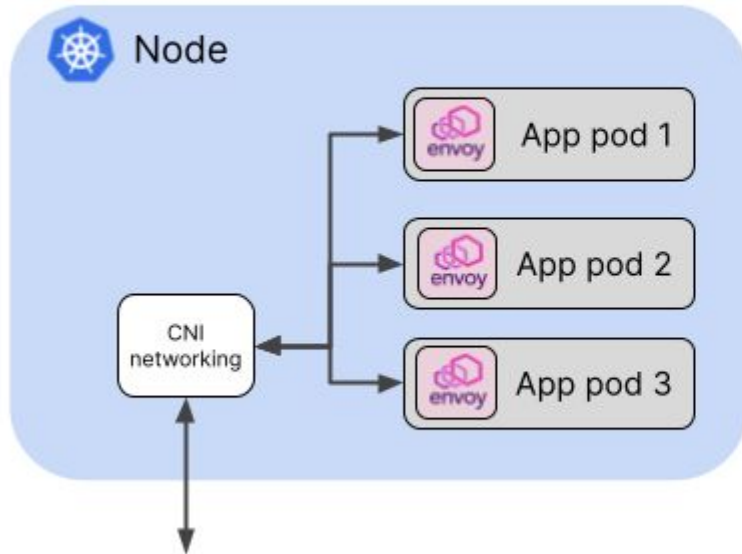 Node
envoy
App pod 1
envoy
App pod 2
CNI
networking
envoy
App pod 3